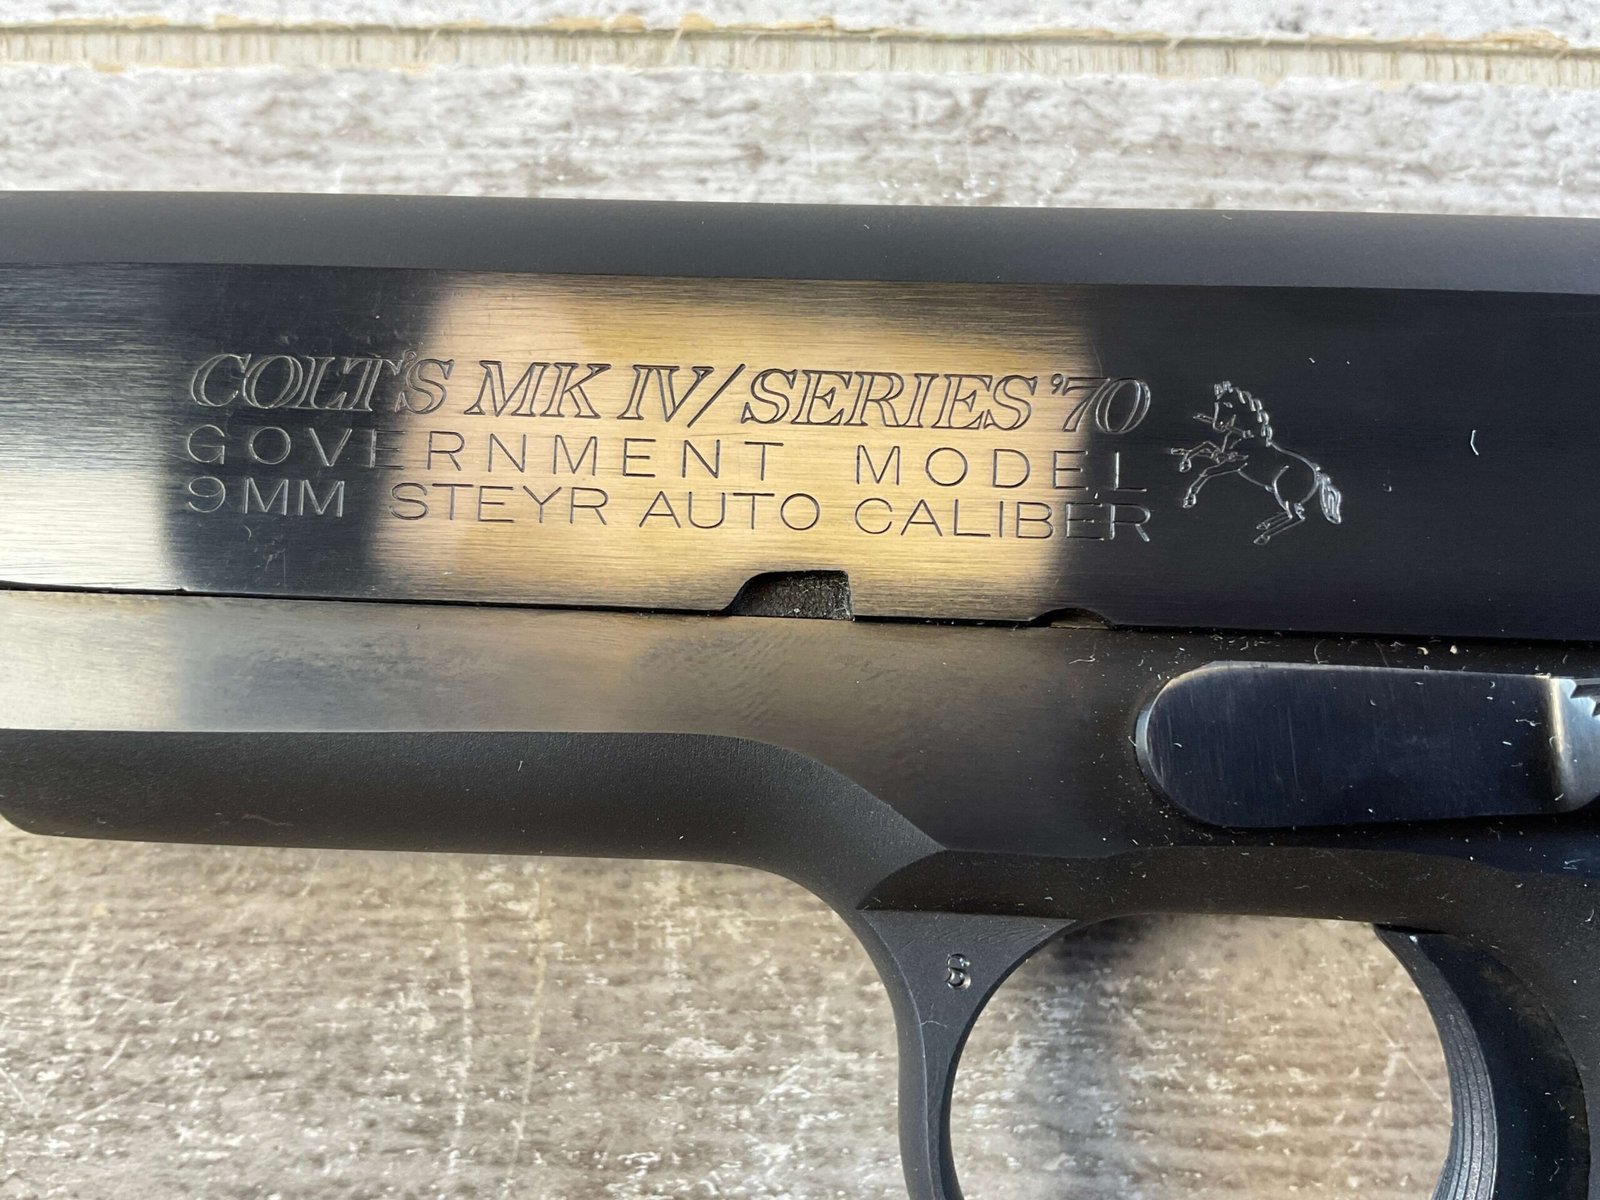 COLT'S MK IV/SERIES '70
GOVERNMENT MODEL
9MM STEYR AUTO CALIBER
S